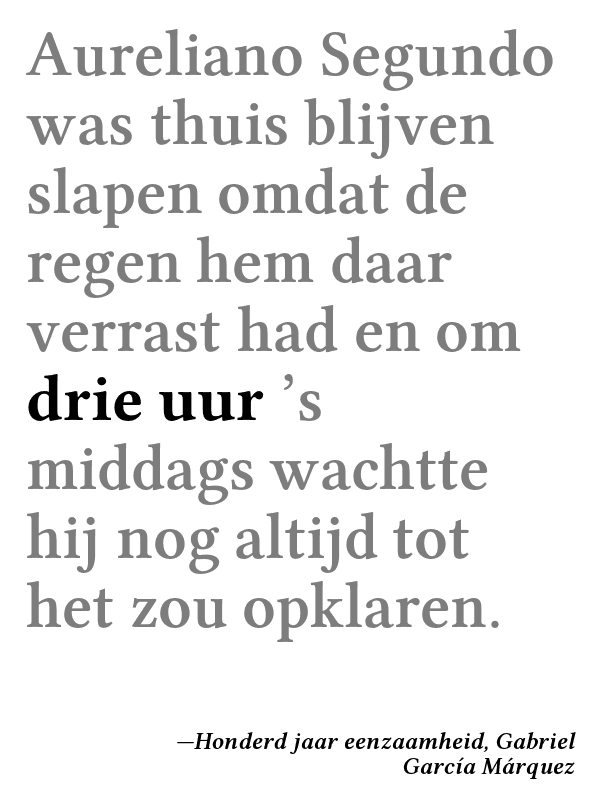 Aureliano Segundo
was thuis blijven
slapen omdat de
regen hem daar
verrast had en om
drie uur ’s
middags wachtte
hij nog altijd tot
het zou opklaren.
—Honderd jaar eenzaamheid, Gabriel
García Márquez